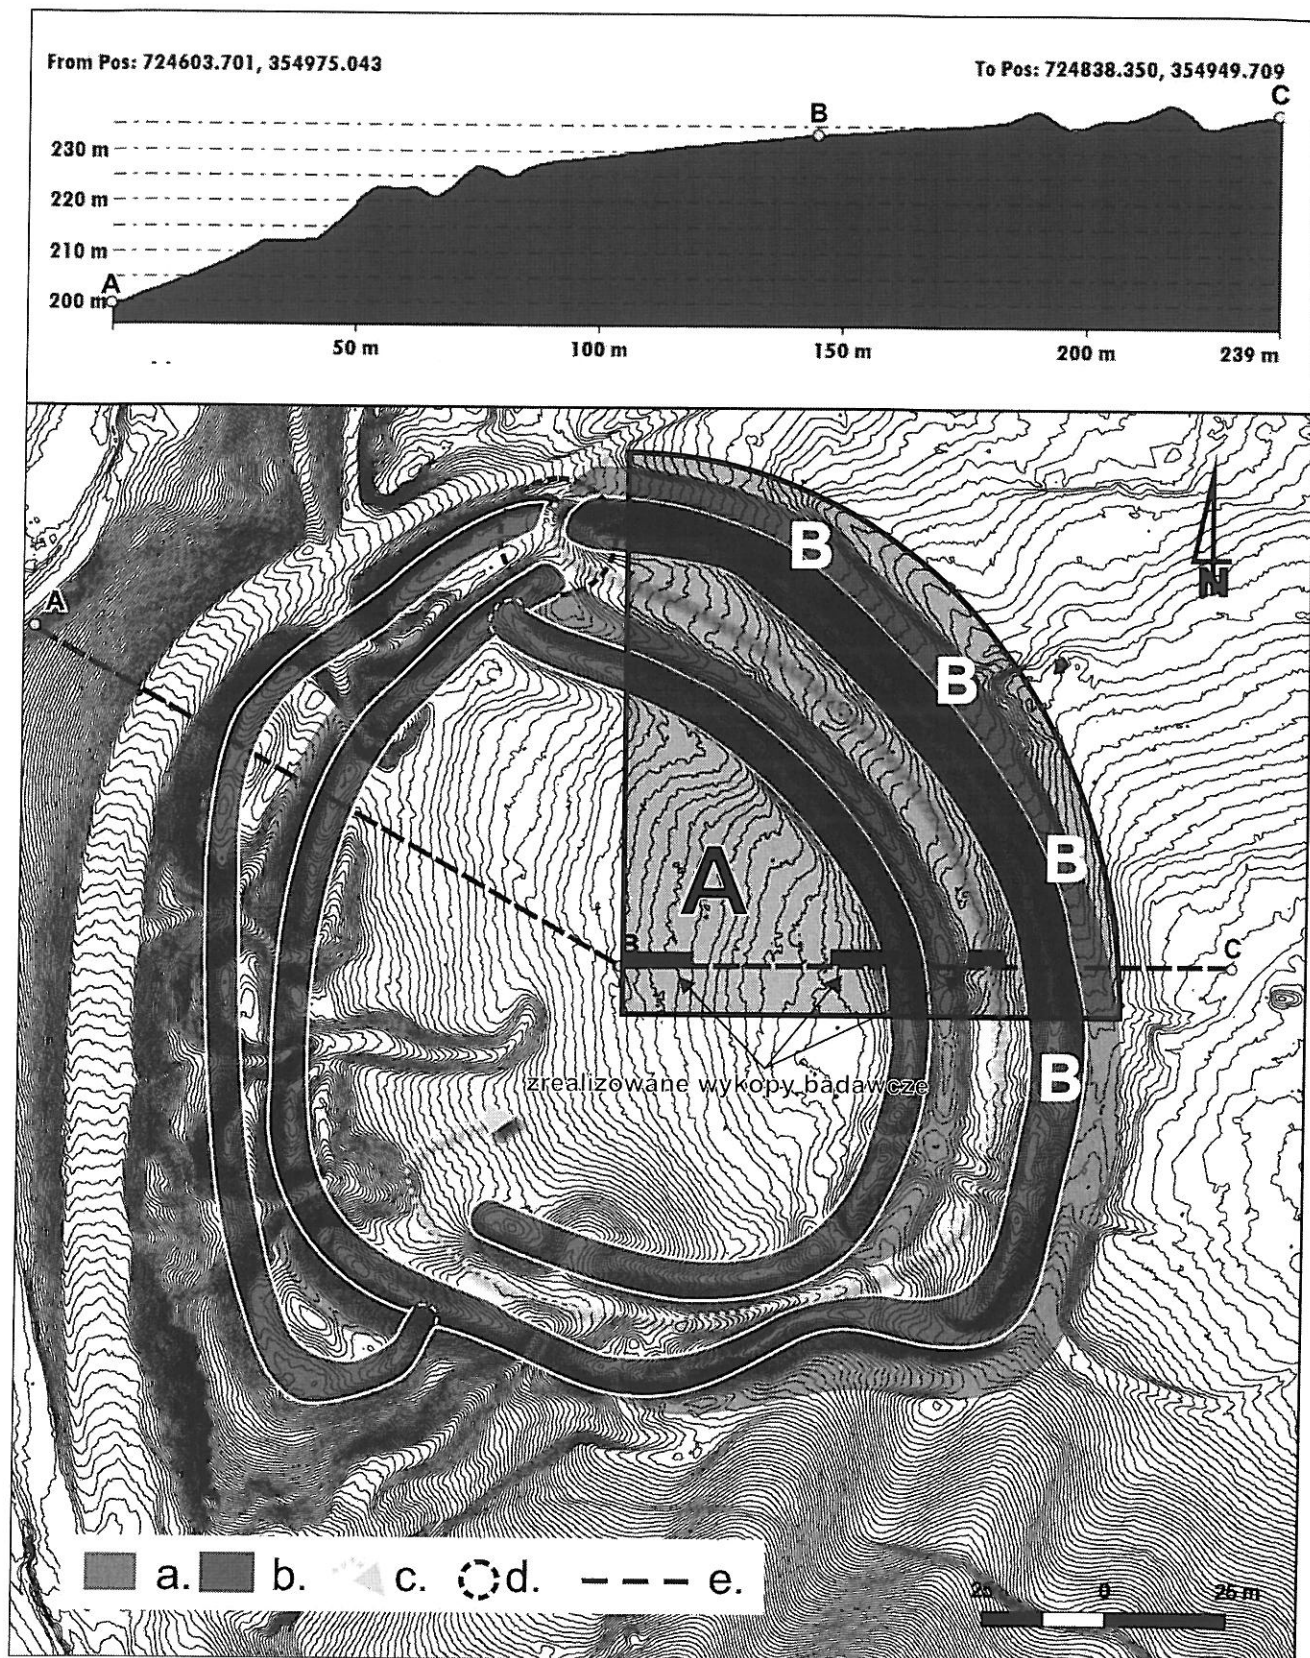 From Pos: 724603.701, 354975.043
To Pos: 724838.350, 354949.709
C
B
230 m
220 m
210 m
A
200 m
50 m
100 m
150 m
200 m
239 m
B
N
A
B
B
A
B
C
B
zrealizowane wykopy badawcze
a.
b.
c.
d.
e.
25
0
25 m